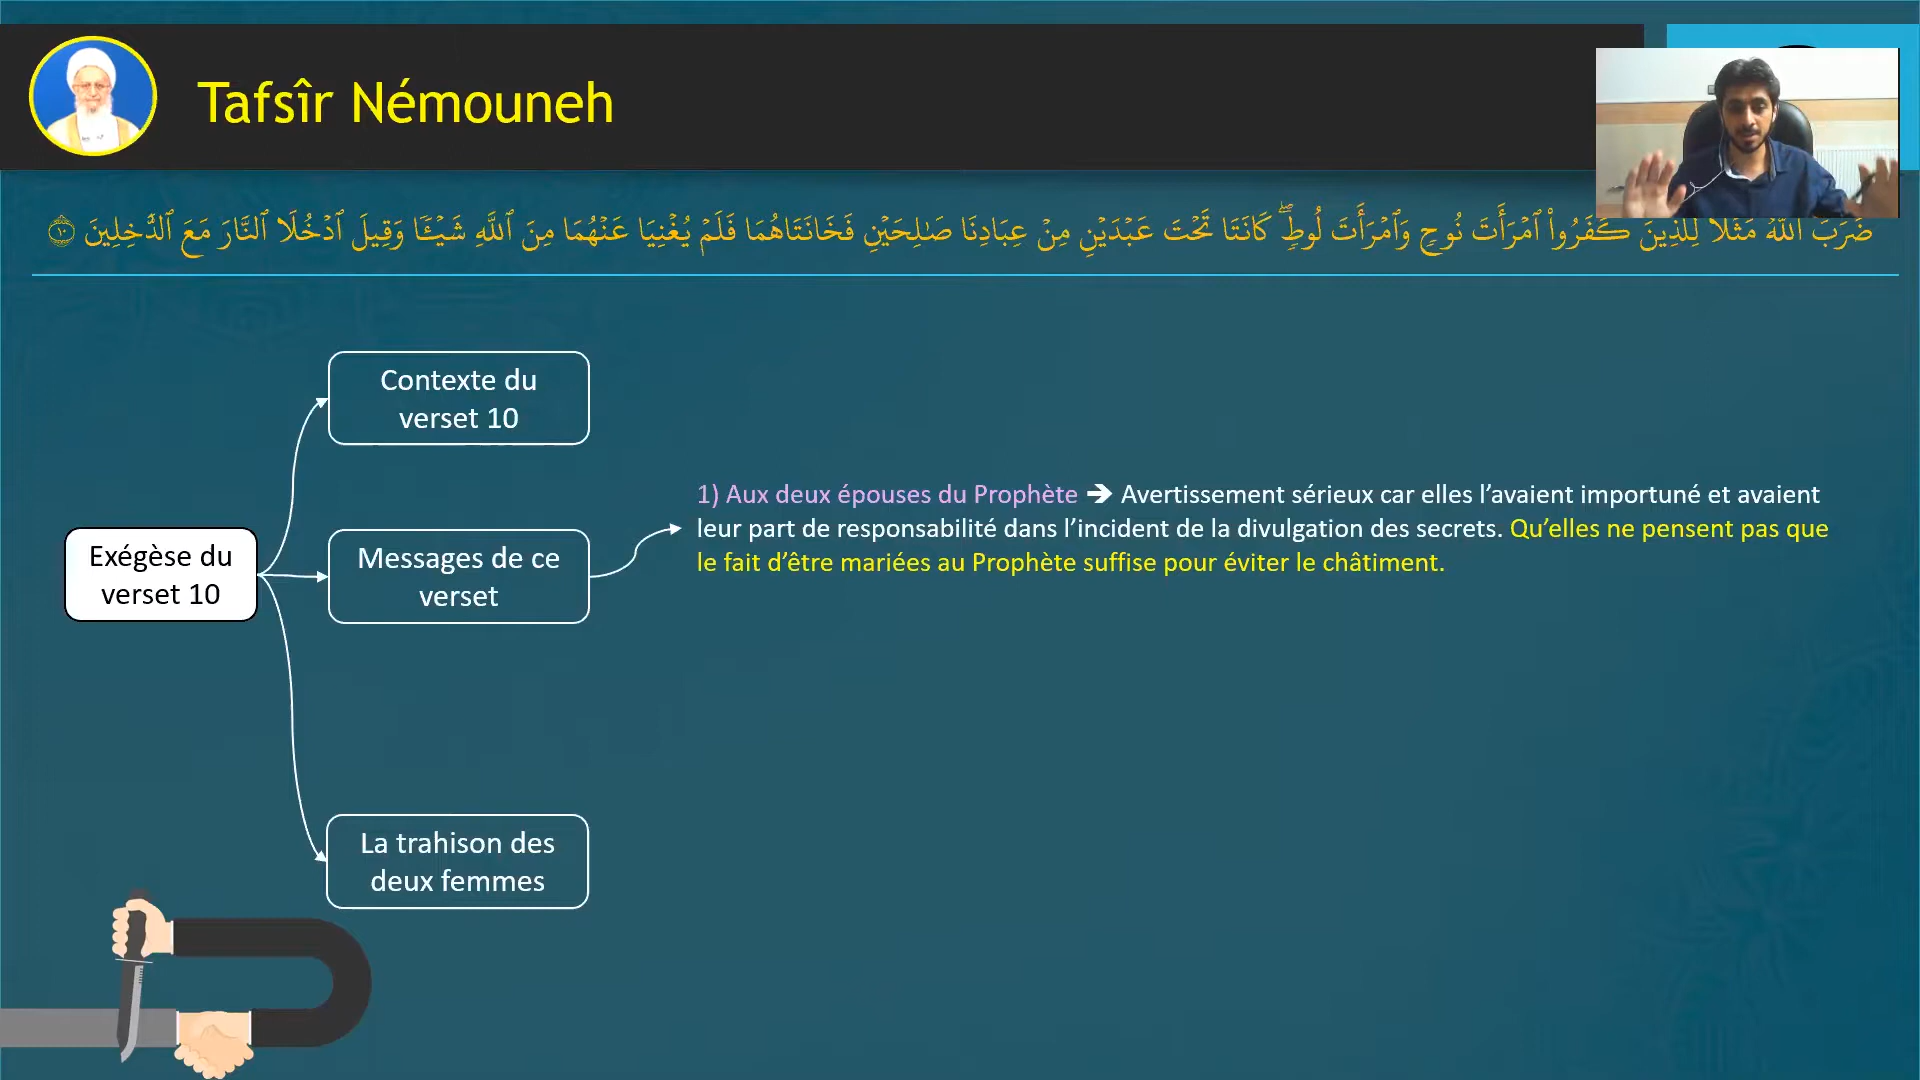 Tafsîr Némouneh
ضَرَبَ ٱللَّهُ مَثَلًا لِّلَّذِينَ كَفَرُوا۟ ٱمْرَأَتَ نُوحٍ وَٱمْرَأَتَ لُوطٍ ۖ كَانَتَا تَحْتَ عَبْدَيْنِ مِنْ عِبَادِنَا صَـٰلِحَيْنِ فَخَانَتَاهُمَا فَلَمْ يُغْنِيَا عَنْهُمَا مِنَ ٱللَّهِ شَيْـًٔا وَقِيلَ ٱدْخُلَا ٱلنَّارَ مَعَ ٱلدَّٰخِلِينَ ١٠
Contexte du
verset 10
Exégèse du
verset 10
Messages de ce
verset
1) Aux deux épouses du Prophète ➔ Avertissement sérieux car elles l’avaient importuné et avaient
leur part de responsabilité dans l’incident de la divulgation des secrets. Qu’elles ne pensent pas que
le fait d’être mariées au Prophète suffise pour éviter le châtiment.
La trahison des
deux femmes